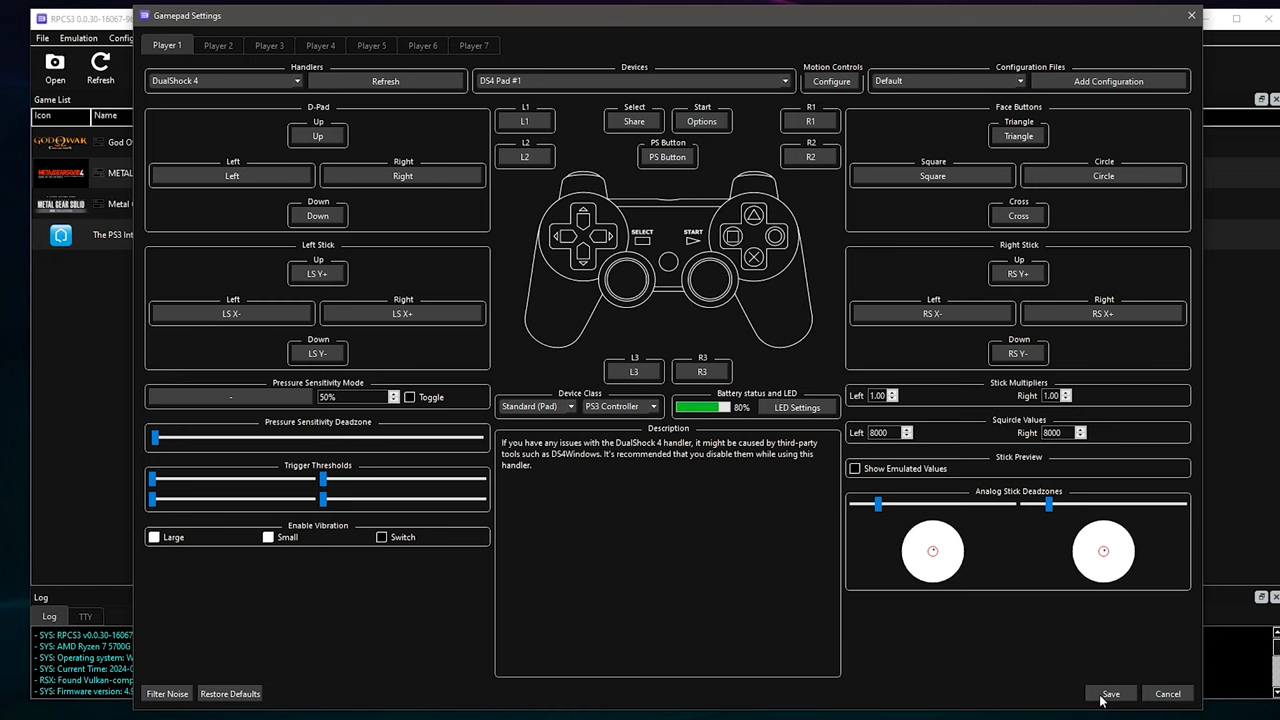 RPCS3 0.0.30-16067-9
Gamepad Settings
File Emulation Config
Open Refresh
Game List
Icon Name
GOD WAR God O
METAL GEAR SOLID 4 METAL
METAL GEAR SOLID Metal
The PS3 Int
Player 1 Player 2 Player 3 Player 4 Player 5 Player 6 Player 7
Handlers Devices Motion Controls Configuration Files
DualShock 4 Refresh DS4 Pad #1 Configure Default Add Configuration
D-Pad
Up
Up
Left Right
Left Right
Down
Down
L1
L1
Select
Share
Start
Options
R1
R1
L2
L2
PS Button
PS Button
R2
R2
SELECT START
Face Buttons
Triangle
Triangle
Square Circle
Square Circle
Cross
Cross
Left Stick
Up
LS Y+
Left Right
LS X- LS X+
Down
LS Y-
Right Stick
Up
RS Y+
Left Right
RS X- RS X+
Down
RS Y-
L3 R3
L3 R3
Pressure Sensitivity Mode
- 50% Toggle
Pressure Sensitivity Deadzone
Trigger Thresholds
Enable Vibration
Large Small Switch
Device Class
Standard (Pad) PS3 Controller
Battery status and LED
80% LED Settings
Description
If you have any issues with the DualShock 4 handler, it might be caused by third-party
tools such as DS4Windows. It's recommended that you disable them while using this
handler.
Stick Multipliers
Left 1.00 Right 1.00
Squircle Values
Left 8000 Right 8000
Stick Preview
Show Emulated Values
Analog Stick Deadzones
Log
Log TTY
- SYS: RPCS3 v0.0.30-16067
- SYS: AMD Ryzen 7 5700G
- SYS: Operating system: W
- SYS: Current Time: 2024-0
- RSX: Found Vulkan-comp
- SYS: Firmware version: 4.9
Filter Noise Restore Defaults Save Cancel